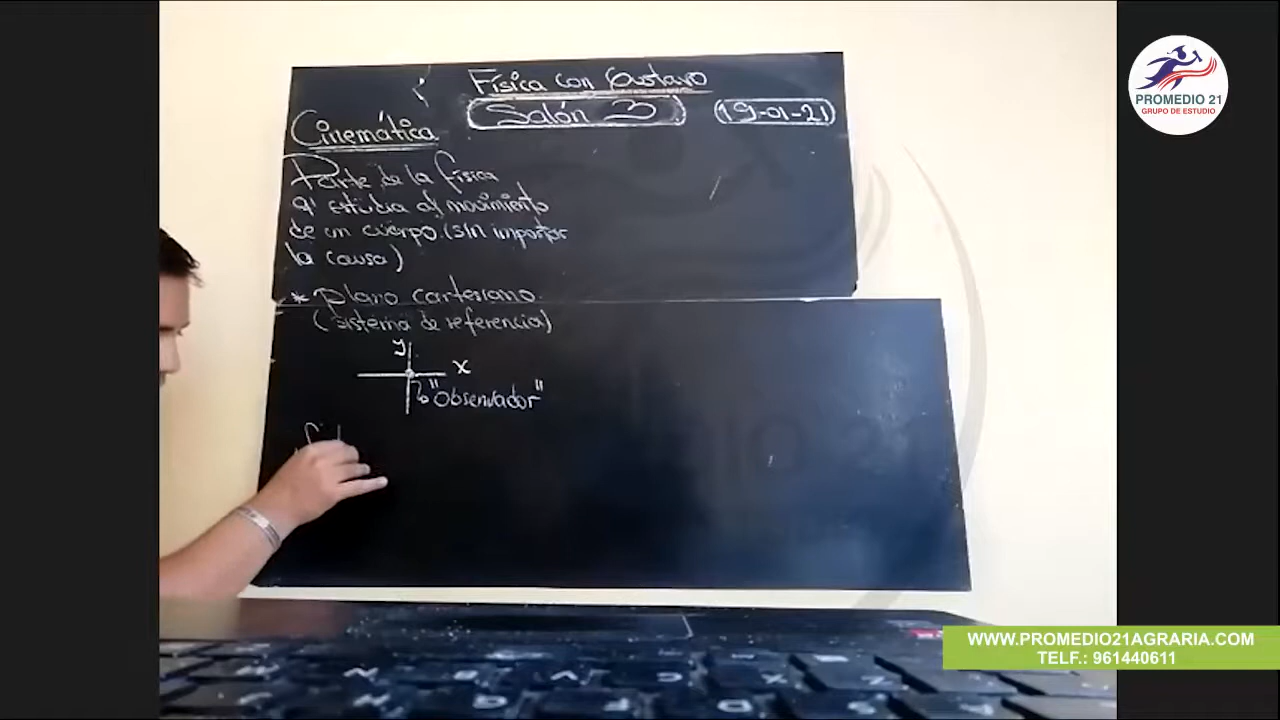 Física con Gustavo
Salón 3
19-01-21
Cinemática
Parte de la física
q' estudia el movimiento
de un cuerpo (sin importar
la causa)
* Plano cartesiano
(sistema de referencia)
y
x
"Observador"
PROMEDIO 21
GRUPO DE ESTUDIO
WWW.PROMEDIO21AGRARIA.COM
TELF.: 961440611